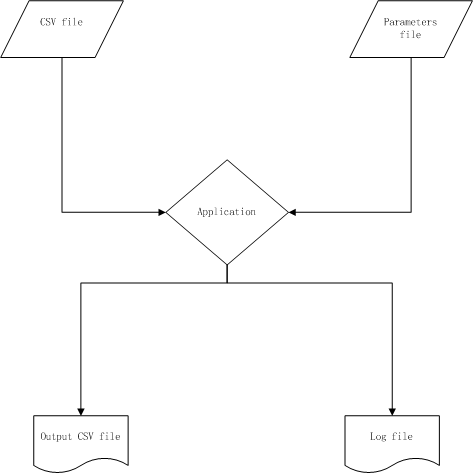 CSV file
Parameters
file
Application
Output CSV file
Log file